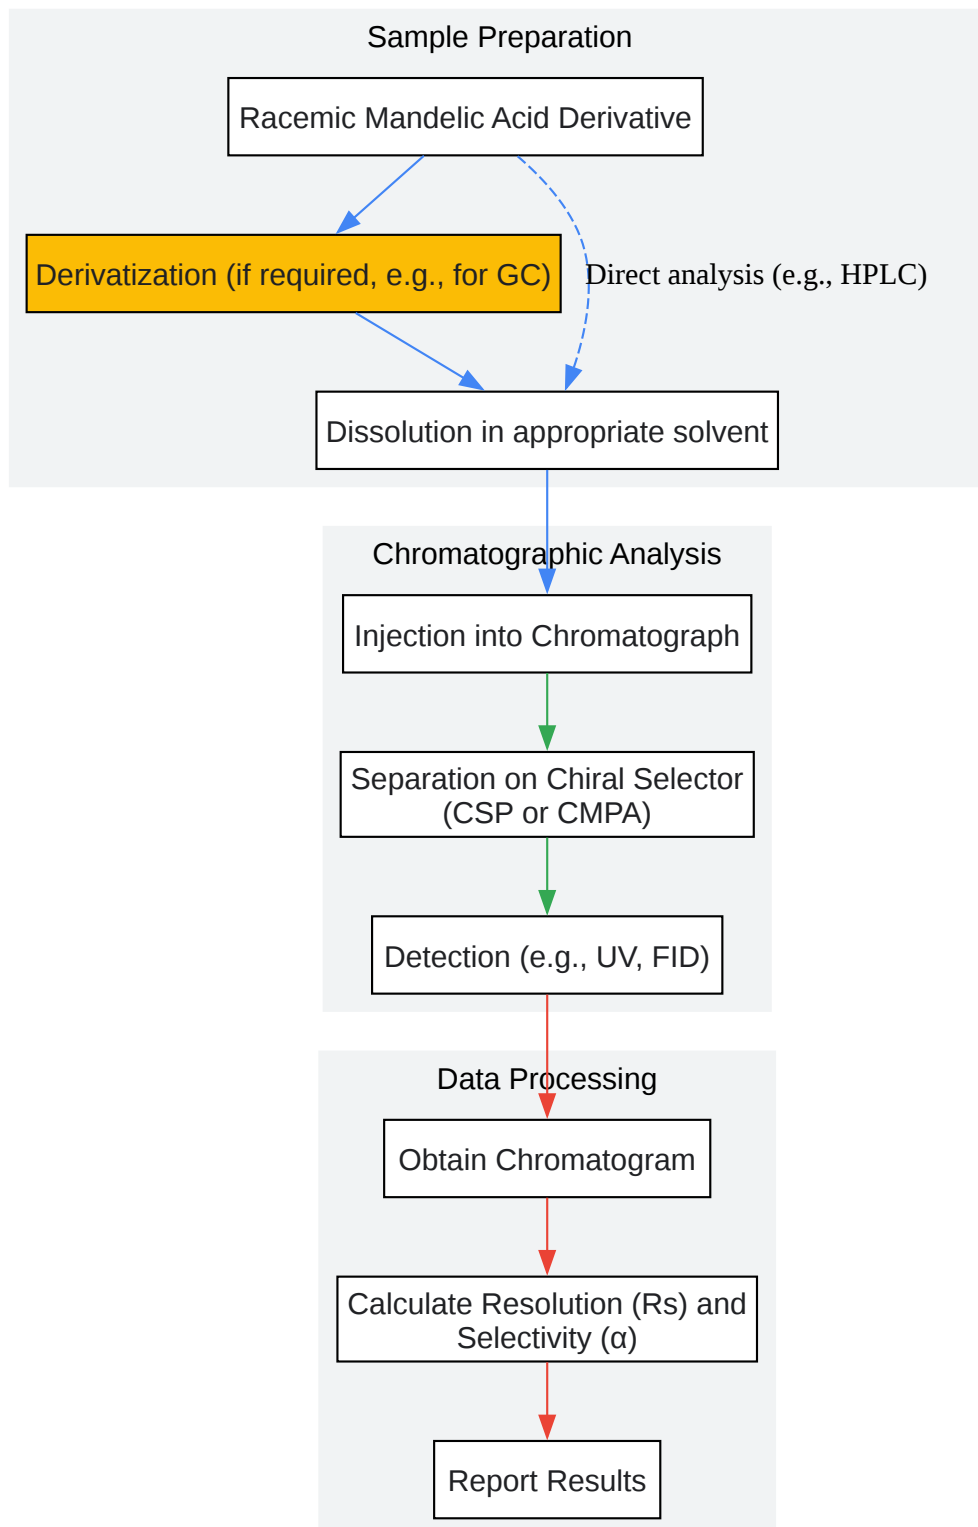 Sample Preparation
Racemic Mandelic Acid Derivative
Derivatization (if required, e.g., for GC)
Direct analysis (e.g., HPLC)
Dissolution in appropriate solvent
Chromatographic Analysis
Injection into Chromatograph
Separation on Chiral Selector
(CSP or CMPA)
Detection (e.g., UV, FID)
Data Processing
Obtain Chromatogram
Calculate Resolution (Rs) and
Selectivity (α)
Report Results